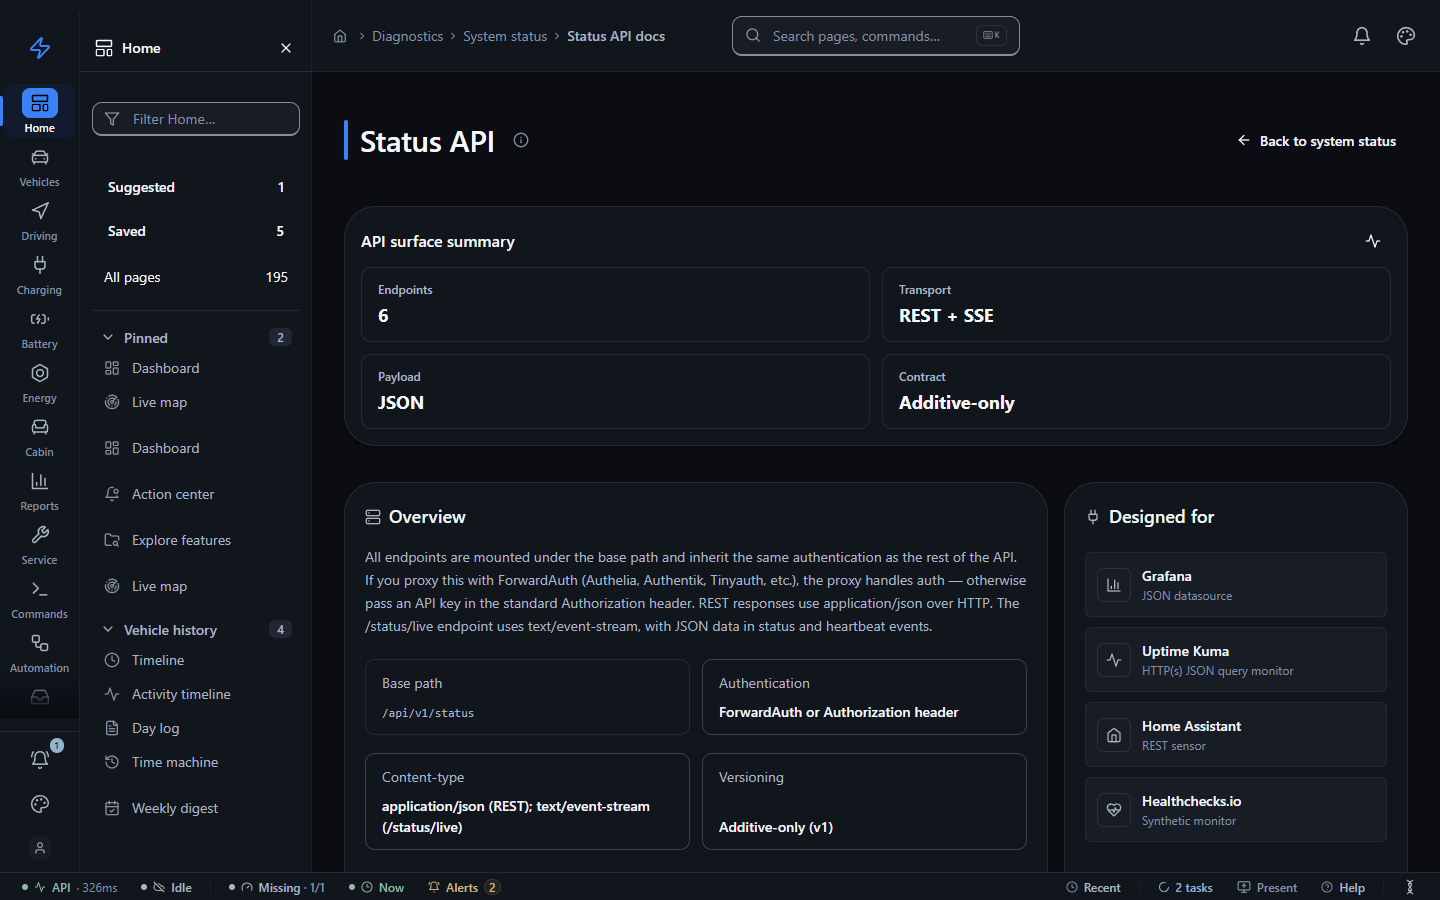 Home
Diagnostics
System status
Status API docs
Search pages, commands...
K
Home
Vehicles
Driving
Charging
Battery
Energy
Cabin
Reports
Service
Commands
Automation
1
Filter Home...
Suggested 1
Saved 5
All pages 195
Pinned 2
Dashboard
Live map
Dashboard
Action center
Explore features
Live map
Vehicle history 4
Timeline
Activity timeline
Day log
Time machine
Weekly digest
Status API
Back to system status
API surface summary
Endpoints
6
Transport
REST + SSE
Payload
JSON
Contract
Additive-only
Overview
All endpoints are mounted under the base path and inherit the same authentication as the rest of the API.
If you proxy this with ForwardAuth (Authelia, Authentik, Tinyauth, etc.), the proxy handles auth — otherwise
pass an API key in the standard Authorization header. REST responses use application/json over HTTP. The
/status/live endpoint uses text/event-stream, with JSON data in status and heartbeat events.
Base path
/api/v1/status
Authentication
ForwardAuth or Authorization header
Content-type
application/json (REST); text/event-stream
(/status/live)
Versioning
Additive-only (v1)
Designed for
Grafana
JSON datasource
Uptime Kuma
HTTP(s) JSON query monitor
Home Assistant
REST sensor
Healthchecks.io
Synthetic monitor
API · 326ms
Idle
Missing · 1/1
Now
Alerts 2
Recent
2 tasks
Present
Help